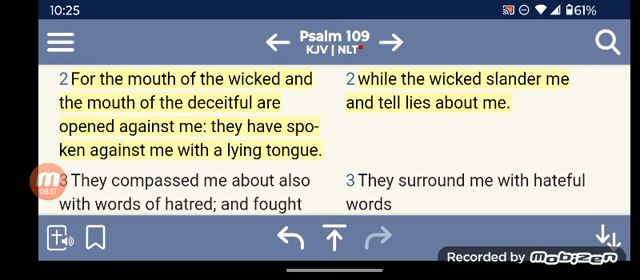 10:25
61%
Psalm 109
KJV | NLT
2 For the mouth of the wicked and
the mouth of the deceitful are
opened against me: they have spo-
ken against me with a lying tongue.
3 They compassed me about also
with words of hatred; and fought
2 while the wicked slander me
and tell lies about me.
3 They surround me with hateful
words
M
08:51
Recorded by Mobizen